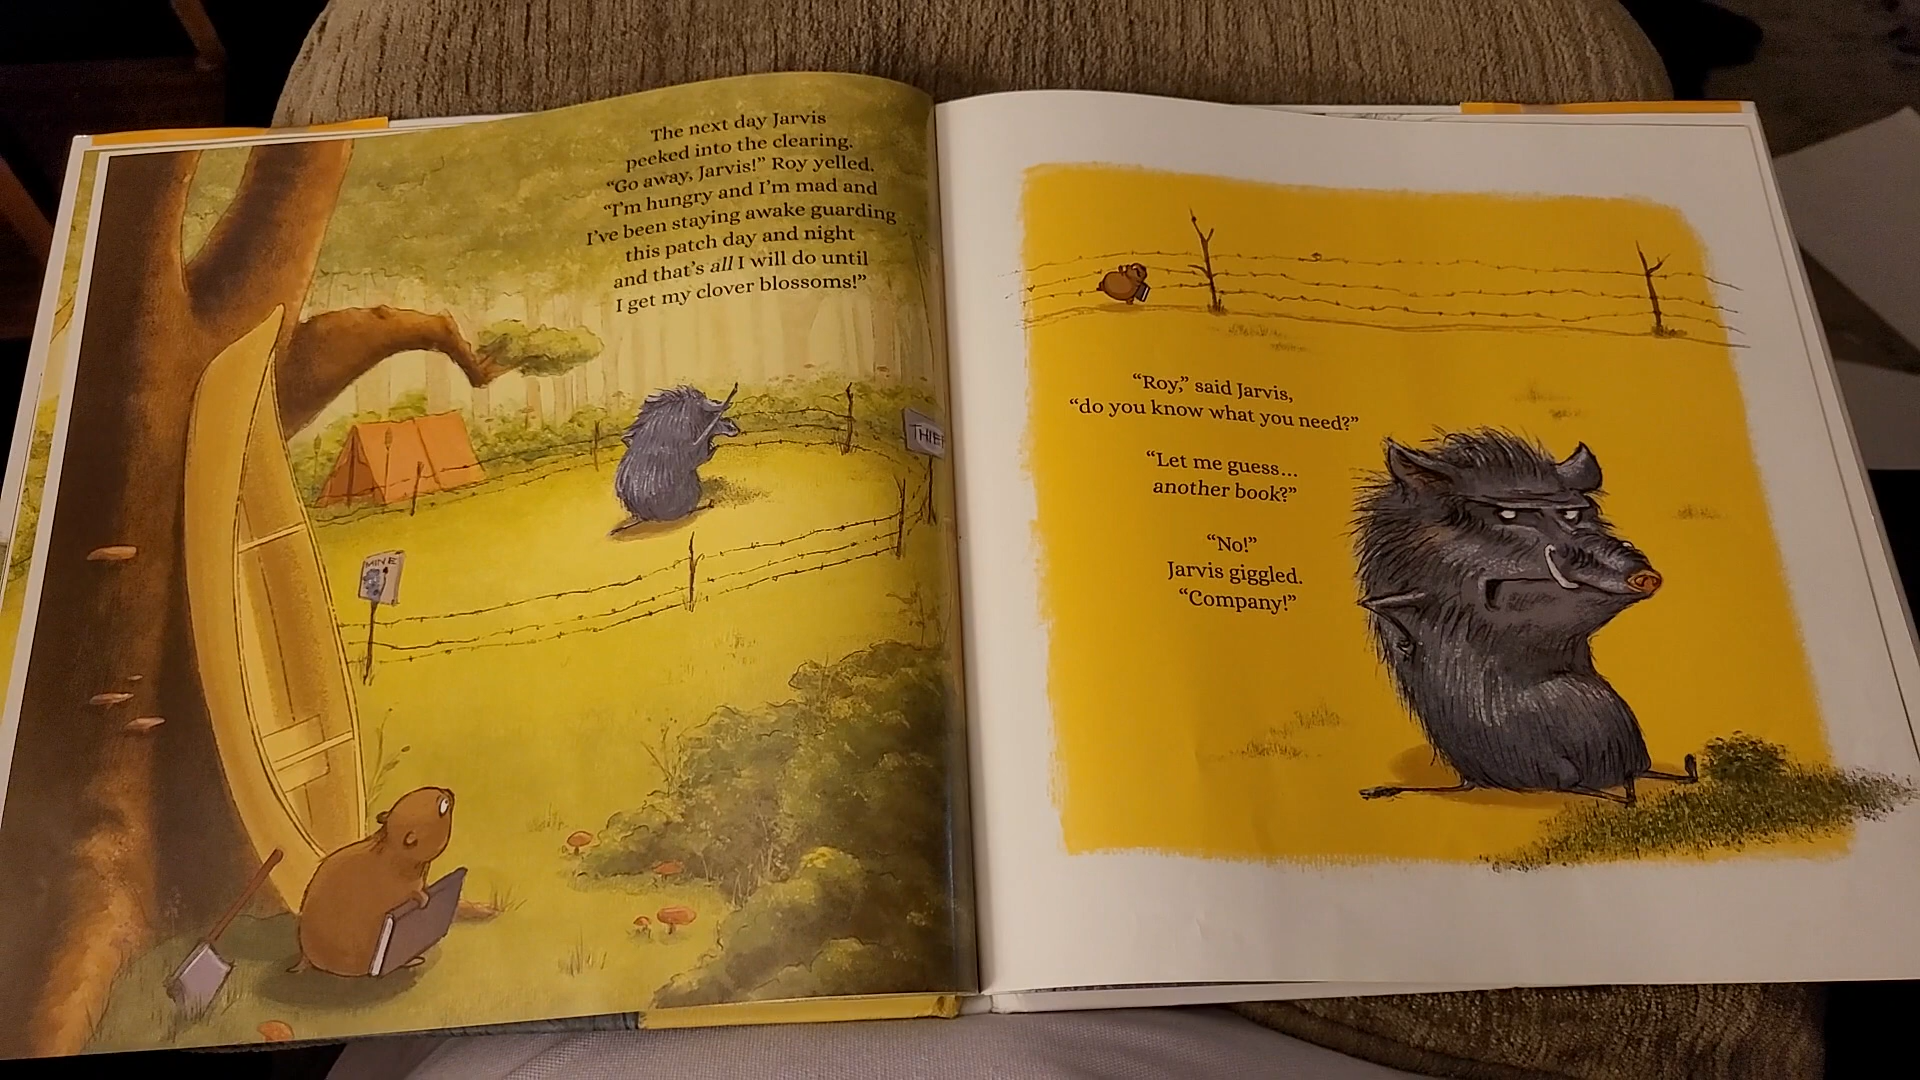 The next day Jarvis
peeked into the clearing.
“Go away, Jarvis!” Roy yelled.
“I’m hungry and I’m mad and
I’ve been staying awake guarding
this patch day and night
and that’s all I will do until
I get my clover blossoms!”
THIE
MINE
“Roy,” said Jarvis,
“do you know what you need?”
“Let me guess...
another book?”
“No!”
Jarvis giggled.
“Company!”